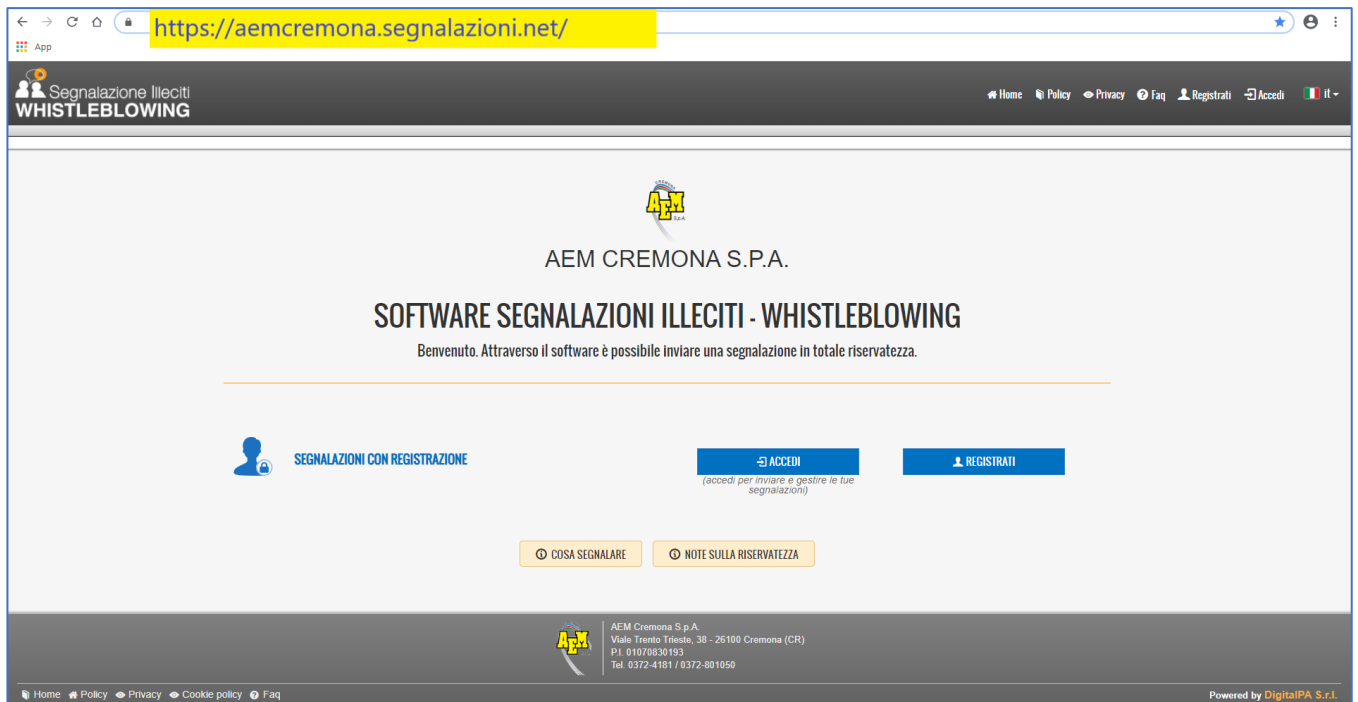 https://aemcremona.segnalazioni.net/
App
Segnalazione Illeciti
WHISTLEBLOWING
Home Policy Privacy Faq Registrati Accedi it
CREMONA
AEM
S.p.A
AEM CREMONA S.P.A.
SOFTWARE SEGNALAZIONI ILLECITI - WHISTLEBLOWING
Benvenuto. Attraverso il software è possibile inviare una segnalazione in totale riservatezza.
SEGNALAZIONI CON REGISTRAZIONE
ACCEDI
REGISTRATI
(accedi per inviare e gestire le tue
segnalazioni)
COSA SEGNALARE
NOTE SULLA RISERVATEZZA
AEM
AEM Cremona S.p.A.
Viale Trento Trieste, 38 - 26100 Cremona (CR)
P.I. 01070830193
Tel. 0372-4181 / 0372-801050
Home Policy Privacy Cookie policy Faq
Powered by DigitalPA S.r.l.